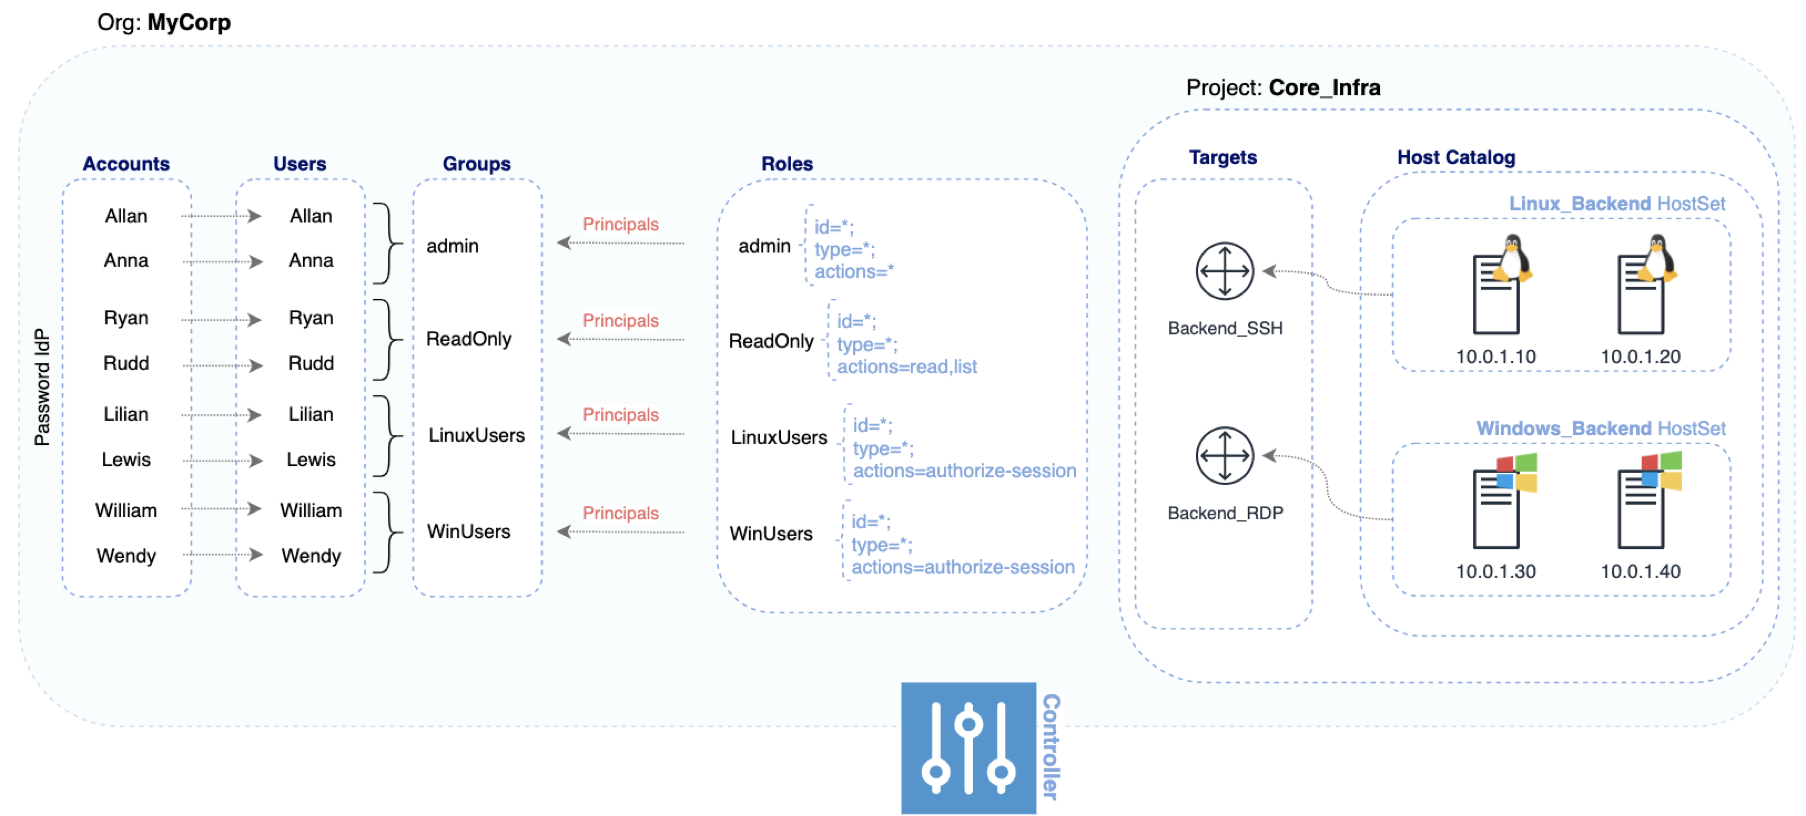 Org: MyCorp
Project: Core_Infra
Accounts
Users
Groups
Roles
Targets
Host Catalog
Password IdP
Allan
Anna
Ryan
Rudd
Lilian
Lewis
William
Wendy
Allan
Anna
Ryan
Rudd
Lilian
Lewis
William
Wendy
admin
ReadOnly
LinuxUsers
WinUsers
Principals
Principals
Principals
Principals
admin
id=*;
type=*;
actions=*
ReadOnly
id=*;
type=*;
actions=read,list
LinuxUsers
id=*;
type=*;
actions=authorize-session
WinUsers
id=*;
type=*;
actions=authorize-session
Backend_SSH
Backend_RDP
Linux_Backend HostSet
10.0.1.10
10.0.1.20
Windows_Backend HostSet
10.0.1.30
10.0.1.40
Controller